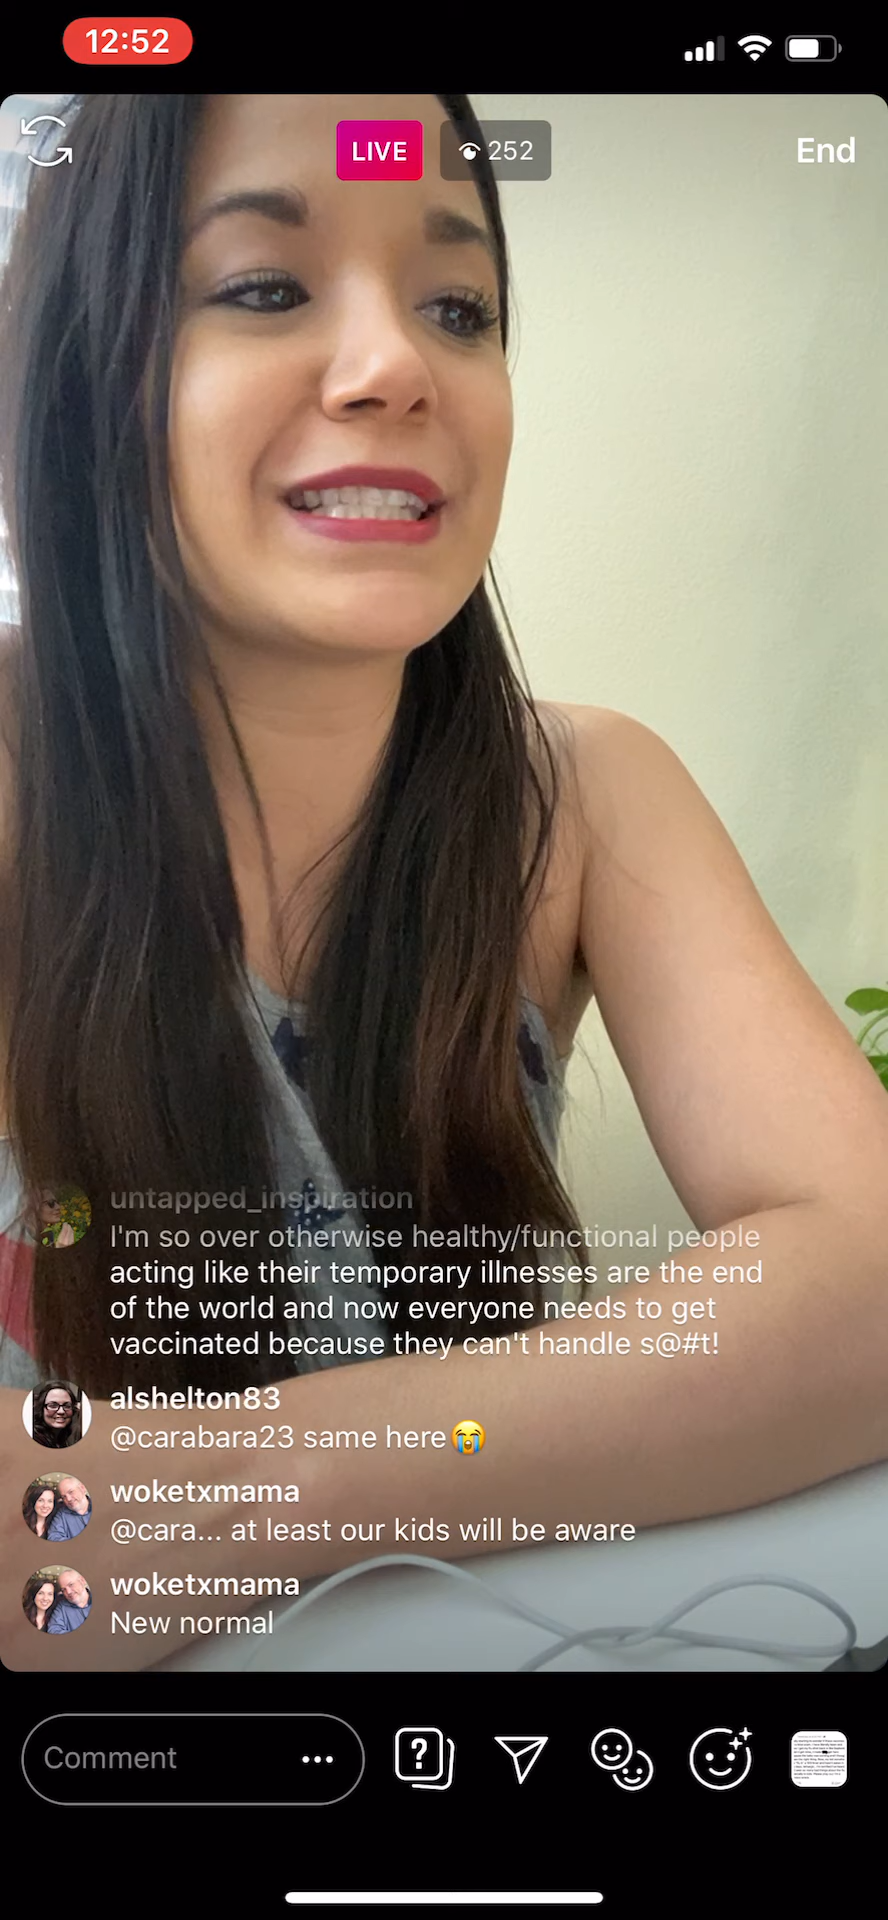 12:52
LIVE
252
End
untapped_inspiration
I'm so over otherwise healthy/functional people
acting like their temporary illnesses are the end
of the world and now everyone needs to get
vaccinated because they can't handle s@#t!
alshelton83
@carabara23 same here😭
woketxmama
@cara... at least our kids will be aware
woketxmama
New normal
Comment